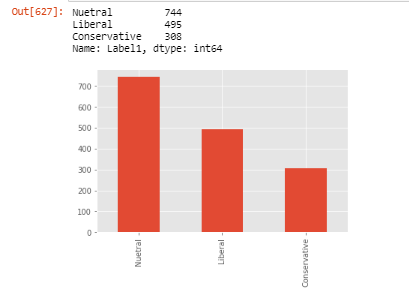 Out[627]: Nuetral 744
Liberal 495
Conservative 308
Name: Label1, dtype: int64
700
600
500
400
300
200
100
0
Nuetral
Liberal
Conservative